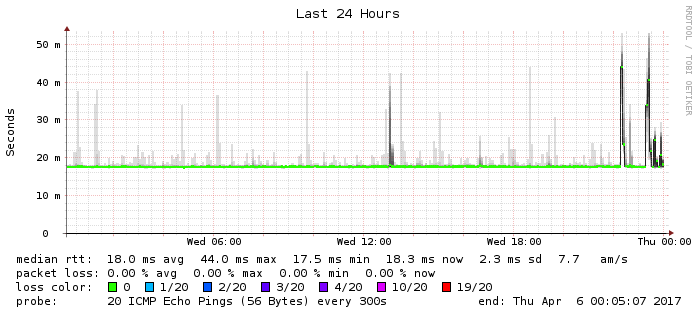 Last 24 Hours
RRDTOOL / TOBI OETIKER
Seconds
50 m
40 m
30 m
20 m
10 m
0
Wed 06:00 Wed 12:00 Wed 18:00 Thu 00:00
median rtt: 18.0 ms avg 44.0 ms max 17.5 ms min 18.3 ms now 2.3 ms sd 7.7 am/s
packet loss: 0.00 % avg 0.00 % max 0.00 % min 0.00 % now
loss color: 0 1/20 2/20 3/20 4/20 10/20 19/20
probe: 20 ICMP Echo Pings (56 Bytes) every 300s end: Thu Apr 6 00:05:07 2017